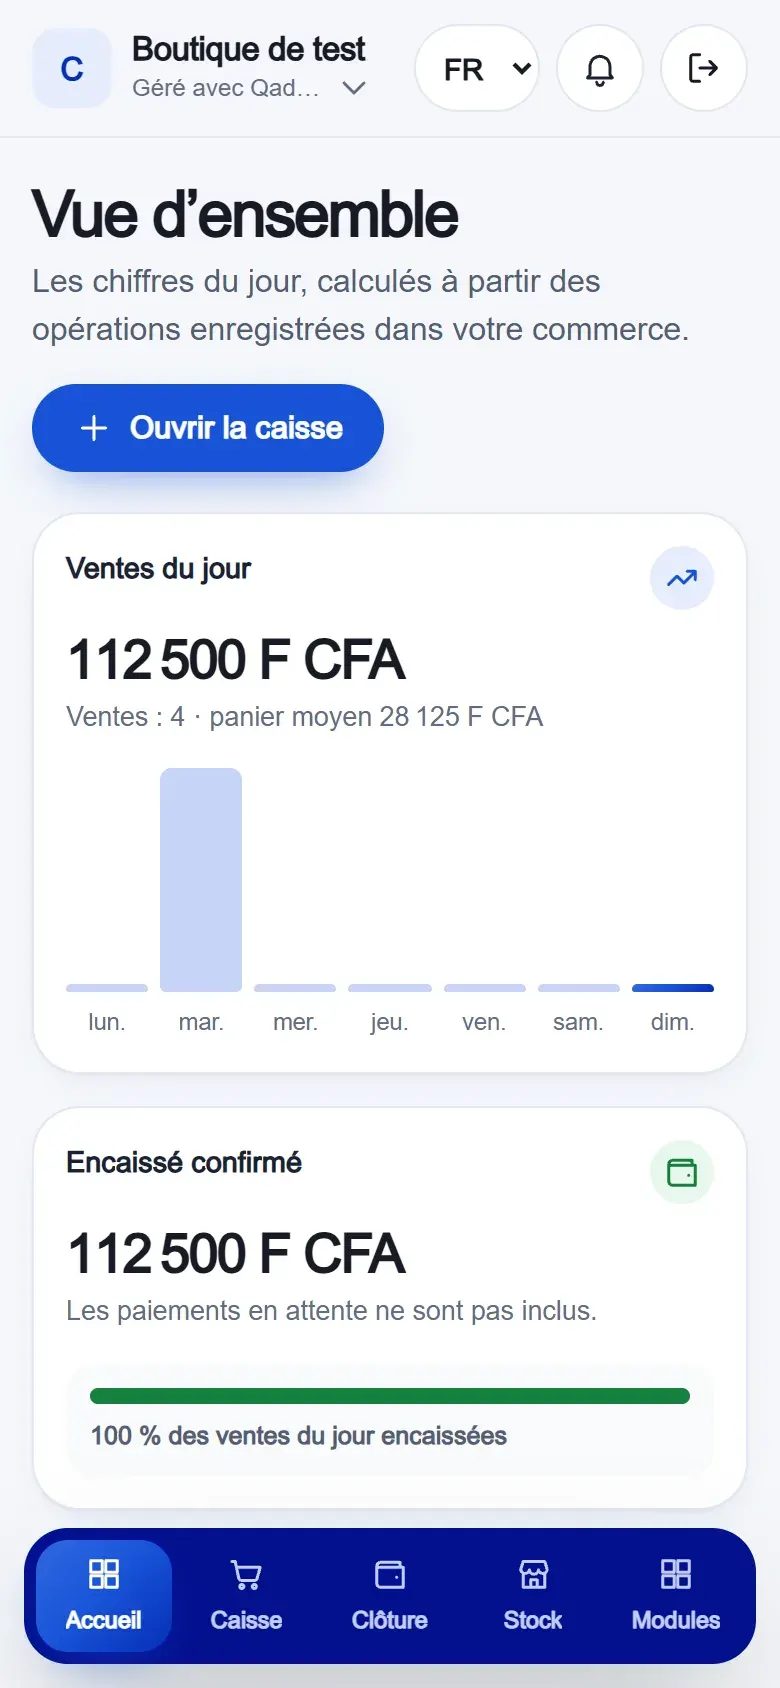 C
Boutique de test
Géré avec Qad...
FR
Vue d’ensemble
Les chiffres du jour, calculés à partir des
opérations enregistrées dans votre commerce.
Ouvrir la caisse
Ventes du jour
112 500 F CFA
Ventes : 4 · panier moyen 28 125 F CFA
lun. mar. mer. jeu. ven. sam. dim.
Encaissé confirmé
112 500 F CFA
Les paiements en attente ne sont pas inclus.
100 % des ventes du jour encaissées
Accueil Caisse Clôture Stock Modules